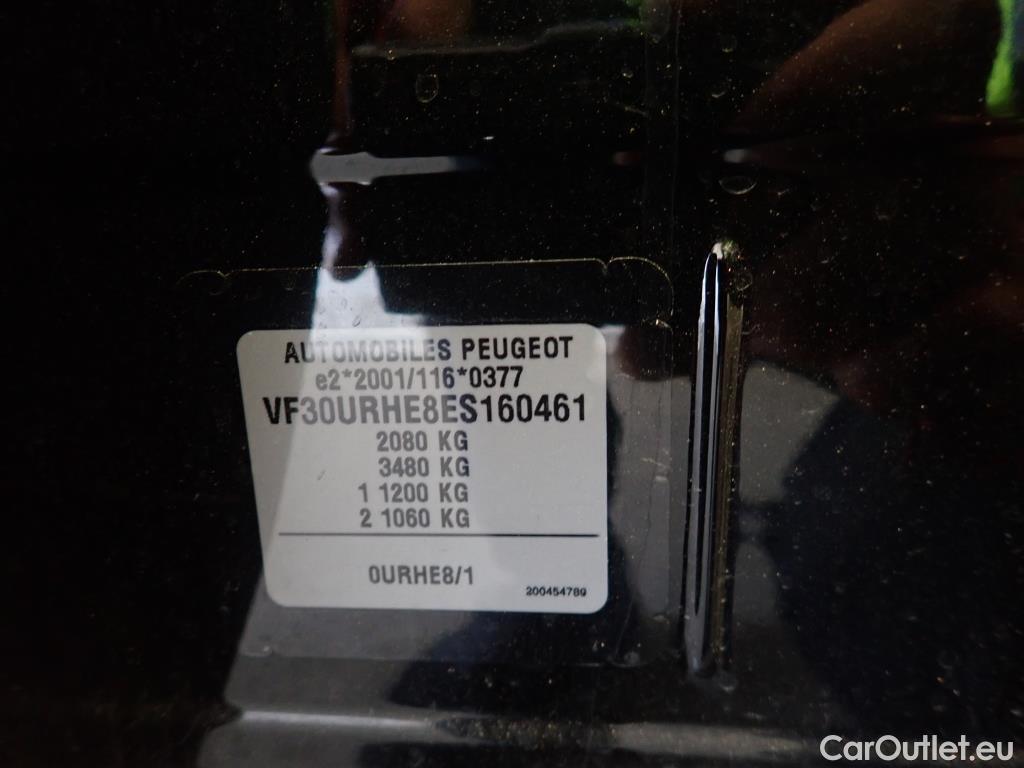 AUTOMOBILES PEUGEOT
e2*2001/116*0377
VF30URHE8ES160461
2080 KG
3480 KG
1 1200 KG
2 1060 KG
0URHE8/1
200454789
CarOutlet.eu